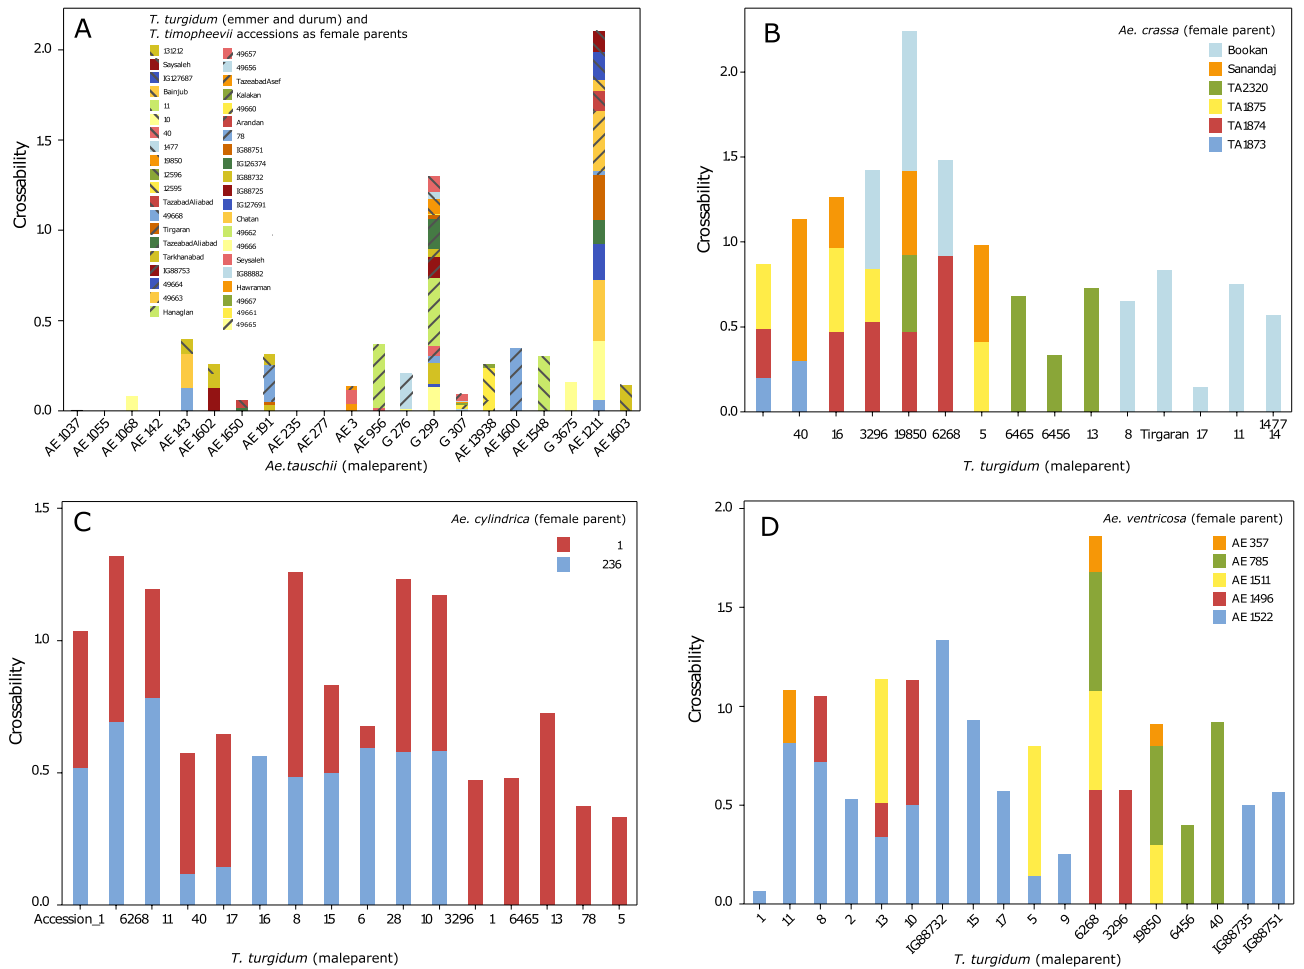 A
T. turgidum (emmer and durum) and
T. timopheevii accessions as female parents
131212
Saysaleh
IG127687
Bainjub
11
10
40
1477
19850
12596
12595
TazabadAliabad
49668
Tirgaran
TazeabadAliabad
Tarkhanabad
IG88753
49664
49663
Hanaglan
49657
49656
TazeabadAsef
Kalakan
49660
Arandan
78
IG88751
IG126374
IG88732
IG88725
IG127691
Chatan
49662
49666
Seysaleh
IG88882
Hawraman
49667
49661
49665
Crossability
2.0
1.5
1.0
0.5
0.0
AE 1037
AE 1055
AE 1068
AE 142
AE 143
AE 1602
AE 1650
AE 191
AE 235
AE 277
AE 3
AE 956
G 276
G 299
G 307
AE 13938
AE 1600
AE 1548
G 3675
AE 1211
AE 1603
Ae.tauschii (maleparent)
B
Ae. crassa (female parent)
Bookan
Sanandaj
TA2320
TA1875
TA1874
TA1873
Crossability
2.0
1.5
1.0
0.5
0.0
40
16
3296
19850
6268
5
6465
6456
13
8
Tirgaran
17
11
1477
14
T. turgidum (maleparent)
C
Ae. cylindrica (female parent)
1
236
Crossability
1.5
1.0
0.5
0.0
Accession_1
6268
11
40
17
16
8
15
6
28
10
3296
1
6465
13
78
5
T. turgidum (maleparent)
D
Ae. ventricosa (female parent)
AE 357
AE 785
AE 1511
AE 1496
AE 1522
Crossability
2.0
1.5
1.0
0.5
0.0
1
11
8
2
13
10
IG88732
15
17
5
9
6268
3296
19850
6456
40
IG88735
IG88751
T. turgidum (maleparent)